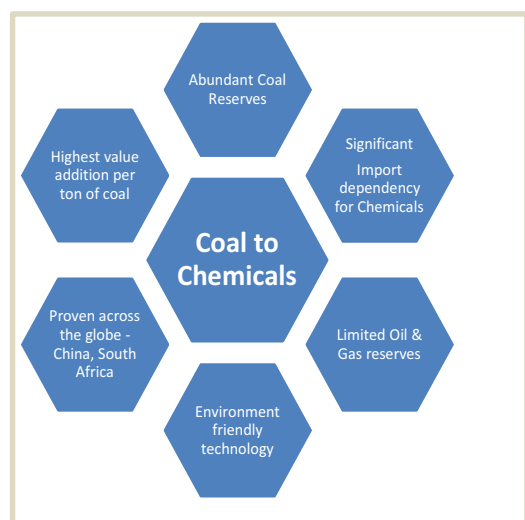 Abundant Coal
Reserves
Highest value
addition per
ton of coal
Significant
Import
dependency
for Chemicals
Coal to
Chemicals
Proven across
the globe -
China, South
Africa
Limited Oil &
Gas reserves
Environment
friendly
technology